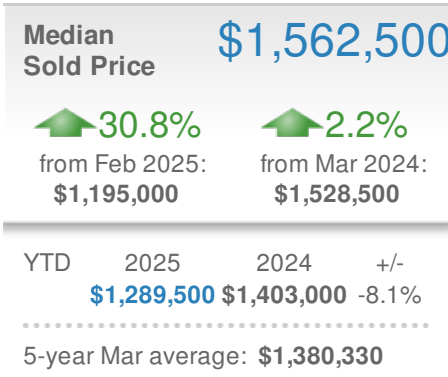 Median $1,562,500
Sold Price
30.8% 2.2%
from Feb 2025: from Mar 2024:
$1,195,000 $1,528,500
YTD 2025 2024 +/-
$1,289,500 $1,403,000 -8.1%
5-year Mar average: $1,380,330